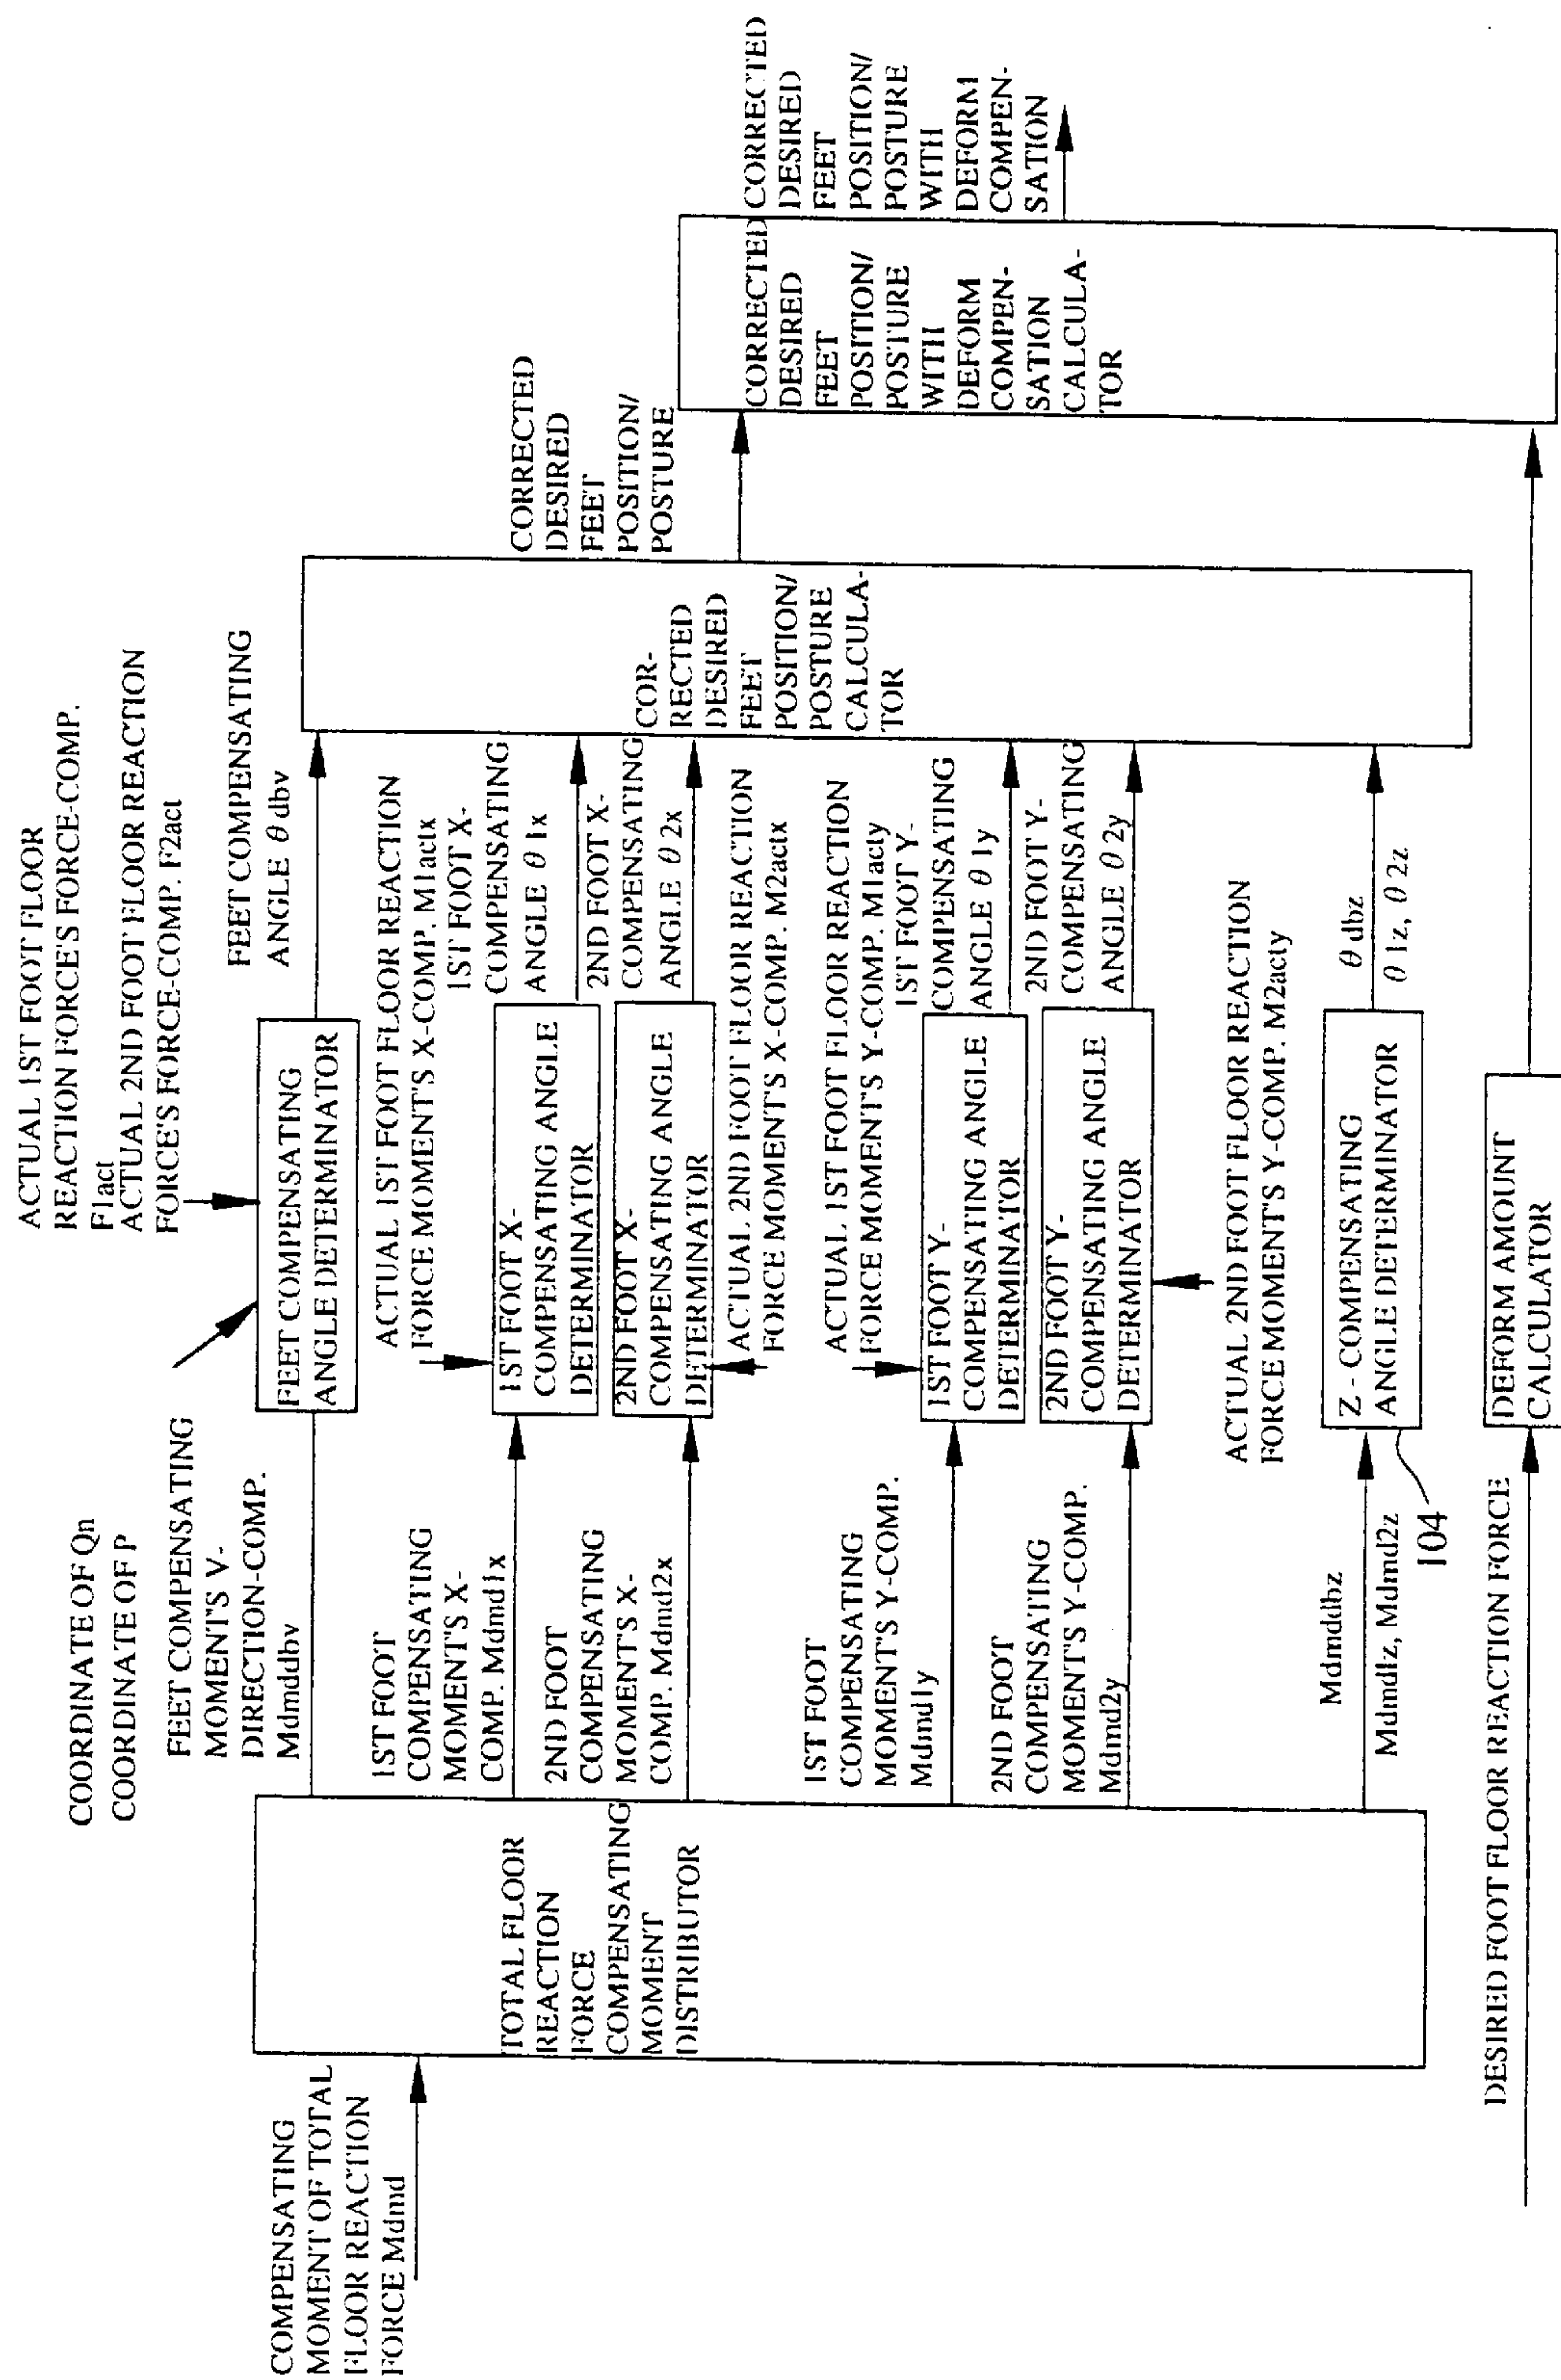 COMPENSATING
MOMENT OF TOTAL
FLOOR REACTION
FORCE Mdmd
TOTAL FLOOR
REACTION
FORCE
COMPENSATING
MOMENT
DISTRIBUTOR
COORDINATE OF Qn
COORDINATE OF P
FEET COMPENSATING
MOMENT'S V-
DIRECTION-COMP.
Mdmddbv
1ST FOOT
COMPENSATING
MOMENT'S X-
COMP. Mdmd1x
2ND FOOT
COMPENSATING
MOMENT'S X-
COMP. Mdmd2x
1ST FOOT
COMPENSATING
MOMENT'S Y-COMP.
Mdmd1y
2ND FOOT
COMPENSATING
MOMENT'S Y-COMP.
Mdmd2y
Mdmddbz
Mdmd1z, Mdmd2z
104
DESIRED FOOT FLOOR REACTION FORCE
ACTUAL 1ST FOOT FLOOR
REACTION FORCE'S FORCE-COMP.
F1act
ACTUAL 2ND FOOT FLOOR REACTION
FORCE'S FORCE-COMP. F2act
FEET COMPENSATING
ANGLE DETERMINATOR
ACTUAL 1ST FOOT FLOOR REACTION
FORCE MOMENT'S X-COMP. M1actx
1ST FOOT X-
COMPENSATING ANGLE
DETERMINATOR
2ND FOOT X-
COMPENSATING ANGLE
DETERMINATOR
ACTUAL 2ND FOOT FLOOR REACTION
FORCE MOMENT'S X-COMP. M2actx
ACTUAL 1ST FOOT FLOOR REACTION
FORCE MOMENT'S Y-COMP. M1acty
1ST FOOT Y-
COMPENSATING ANGLE
DETERMINATOR
2ND FOOT Y-
COMPENSATING ANGLE
DETERMINATOR
ACTUAL 2ND FOOT FLOOR REACTION
FORCE MOMENT'S Y-COMP. M2acty
Z - COMPENSATING
ANGLE DETERMINATOR
DEFORM AMOUNT
CALCULATOR
FEET COMPENSATING
ANGLE θ dbv
1ST FOOT X-
COMPENSATING
ANGLE θ 1x
2ND FOOT X-
COMPENSATING
ANGLE θ 2x
1ST FOOT Y-
COMPENSATING
ANGLE θ 1y
2ND FOOT Y-
COMPENSATING
ANGLE θ 2y
θ dbz
θ 1z, θ 2z
COR-
RECTED
DESIRED
FEET
POSITION/
POSTURE
CALCULA-
TOR
CORRECTED
DESIRED
FEET
POSITION/
POSTURE
CORRECTED
DESIRED
FEET
POSITION/
POSTURE
WITH
DEFORM
COMPEN-
SATION
CALCULA-
TOR
CORRECTED
DESIRED
FEET
POSITION/
POSTURE
WITH
DEFORM
COMPEN-
SATION